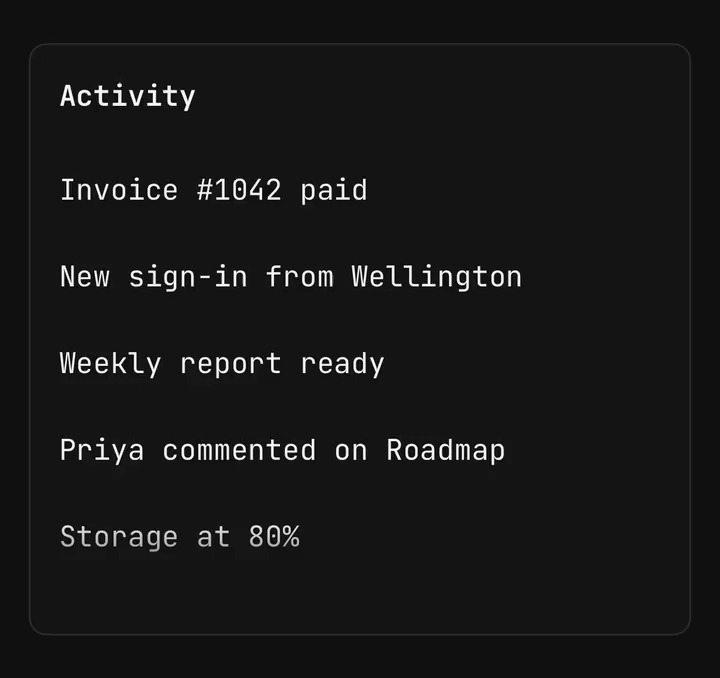 Activity
Invoice #1042 paid
New sign-in from Wellington
Weekly report ready
Priya commented on Roadmap
Storage at 80%